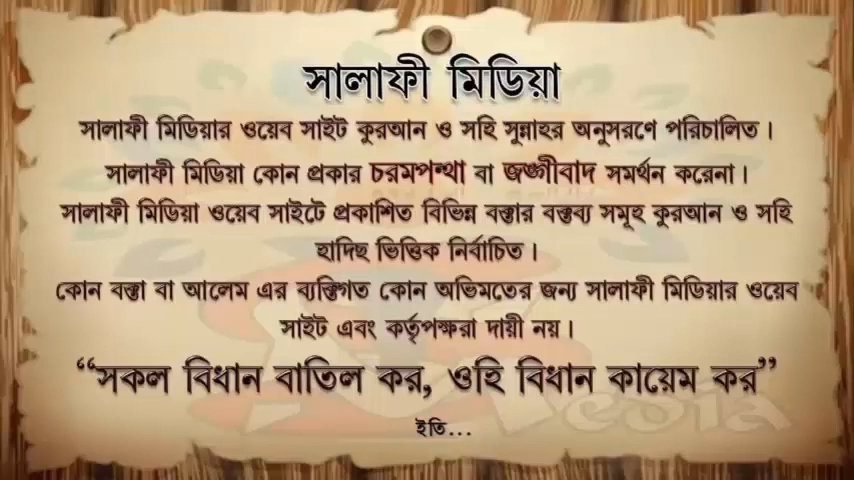 সালাফী মিডিয়া
সালাফী মিডিয়ার ওয়েব সাইট কুরআন ও সহি সুন্নাহর অনুসরণে পরিচালিত।
সালাফী মিডিয়া কোন প্রকার চরমপন্থা বা জঙ্গীবাদ সমর্থন করেনা।
সালাফী মিডিয়া ওয়েব সাইটে প্রকাশিত বিভিন্ন বক্তার বক্তব্য সমূহ কুরআন ও সহি
হাদিছ ভিত্তিক নির্বাচিত।
কোন বক্তা বা আলেম এর ব্যক্তিগত কোন অভিমতের জন্য সালাফী মিডিয়ার ওয়েব
সাইট এবং কর্তৃপক্ষরা দায়ী নয়।
“সকল বিধান বাতিল কর, ওহি বিধান কায়েম কর”
ইতি...